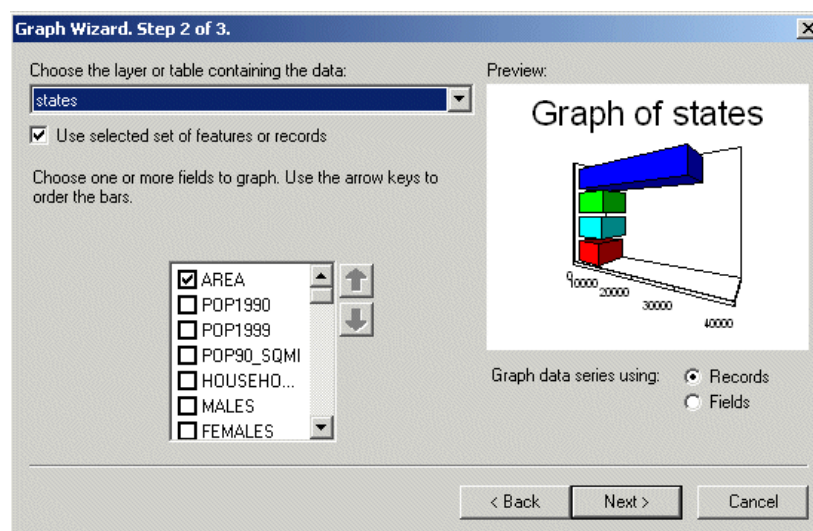 Graph Wizard. Step 2 of 3.
Choose the layer or table containing the data:
states
Use selected set of features or records
Choose one or more fields to graph. Use the arrow keys to
order the bars.
AREA
POP1990
POP1999
POP90_SQMI
HOUSEHO...
MALES
FEMALES
Preview:
Graph of states
0
10000
20000
30000
40000
Graph data series using:
Records
Fields
< Back
Next >
Cancel